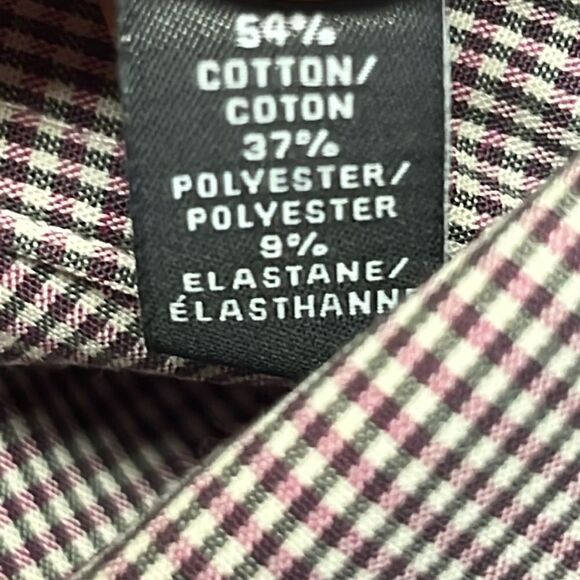 54%
COTTON/
COTON
37%
POLYESTER/
POLYESTER
9%
ELASTANE/
ÉLASTHANNE